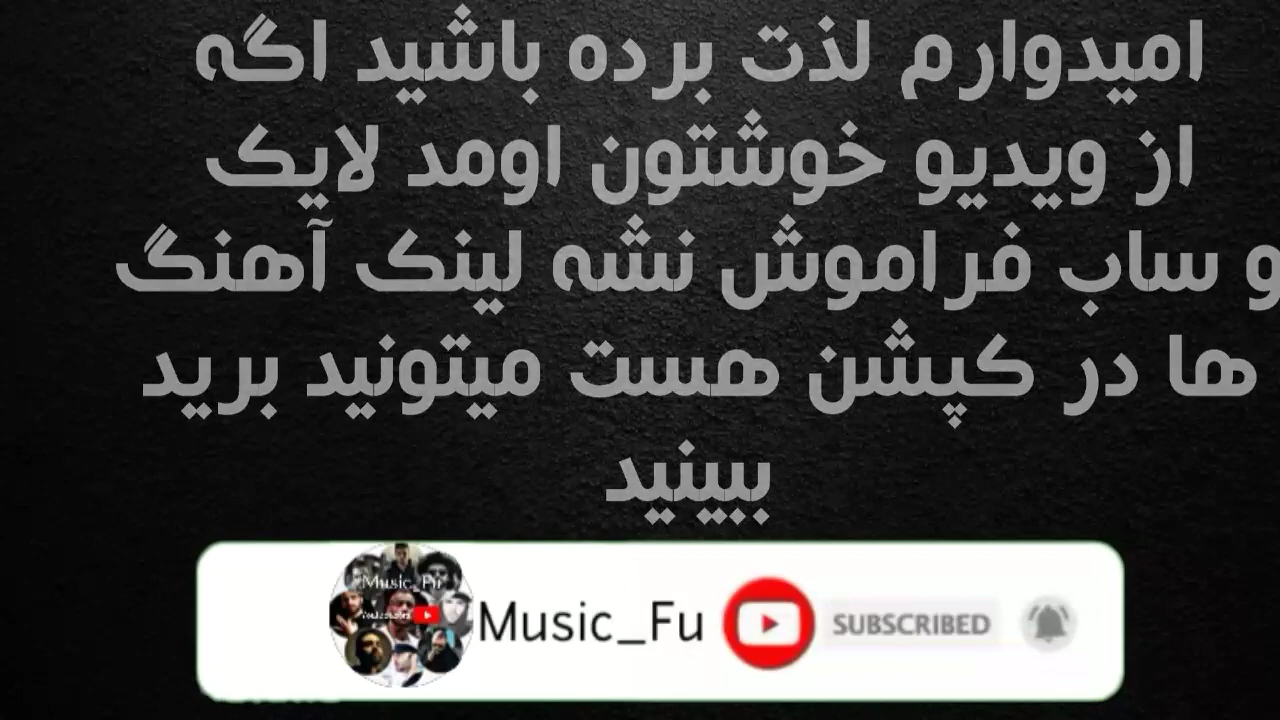 امیدوارم لذت برده باشید اگه
از ویدیو خوشتون اومد لایک
و ساب فراموش نشه لینک آهنگ
ها در کپشن هست میتونید برید
ببینید
Music_Fu
Music_Fu SUBSCRIBED